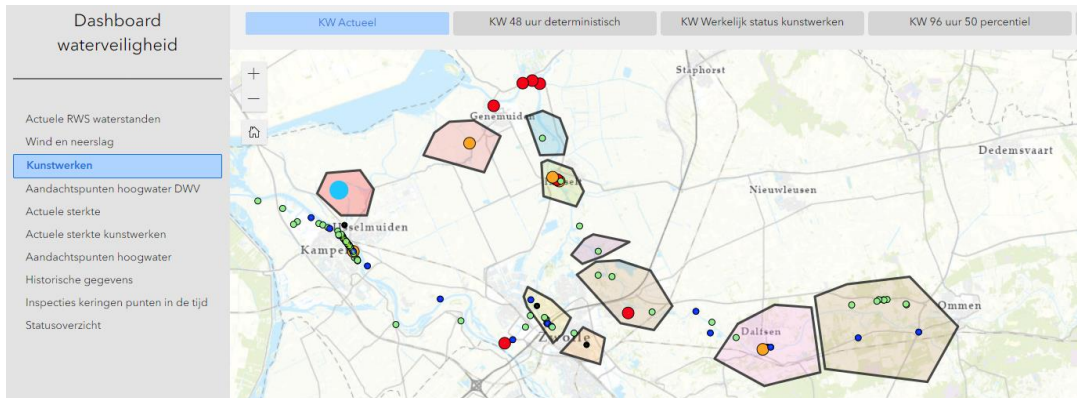 Dashboard
waterveiligheid
Actuele RWS waterstanden
Wind en neerslag
Kunstwerken
Aandachtspunten hoogwater DWV
Actuele sterkte
Actuele sterkte kunstwerken
Aandachtspunten hoogwater
Historische gegevens
Inspecties keringen punten in de tijd
Statusoverzicht
KW Actueel
KW 48 uur deterministisch
KW Werkelijk status kunstwerken
KW 96 uur 50 percentiel
+
−
Staphorst
Genemuiden
Dedemsvaart
Nieuwleusen
Kampen
Ommen
Dalfsen
Zwolle